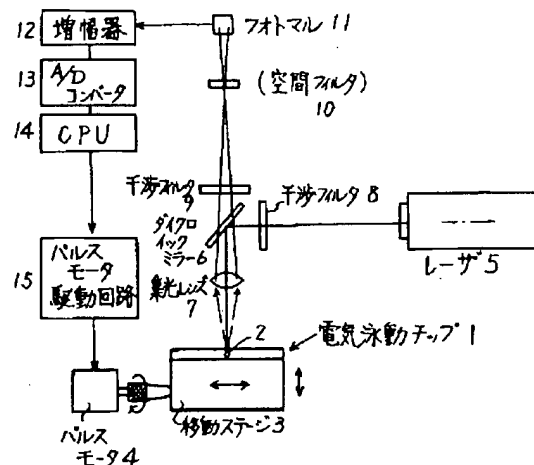 12
増幅器
フォトマル 11
13
A/D
コンバータ
(空間フィルタ)
10
14
CPU
干渉フィルタ
9
干渉フィルタ 8
ダイクロ
イック
ミラー6
レーザ 5
集光レンズ
7
15
パルス
モータ
駆動回路
2
電気泳動チップ 1
移動ステージ3
パルス
モータ4